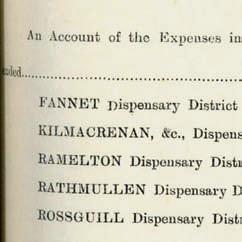 An Account of the Expenses in
ended
FANNET Dispensary District
KILMACRENAN, &c., Dispens
RAMELTON Dispensary Distr
RATHMULLEN Dispensary D
ROSSGUILL Dispensary Distr